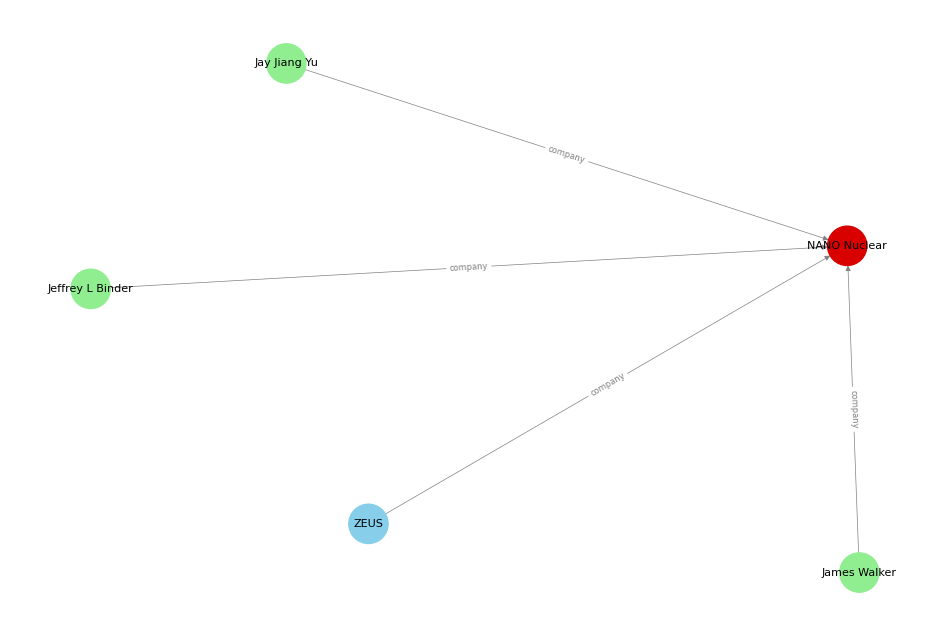 Jay Jiang Yu
company
NANO Nuclear
company
Jeffrey L Binder
company
company
ZEUS
James Walker